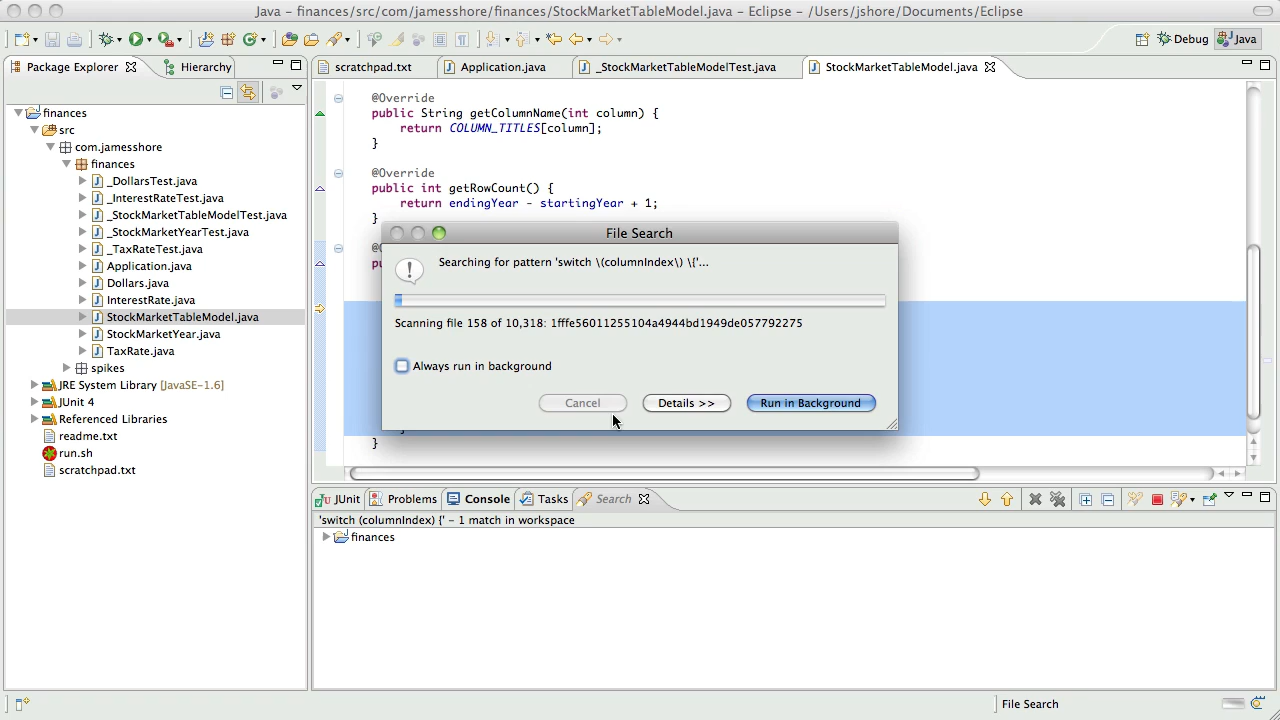 Java – finances/src/com/jamesshore/finances/StockMarketTableModel.java – Eclipse – /Users/jshore/Documents/Eclipse
Debug
Java
Package Explorer
Hierarchy
scratchpad.txt
Application.java
_StockMarketTableModelTest.java
StockMarketTableModel.java
finances
src
com.jamesshore
finances
_DollarsTest.java
_InterestRateTest.java
_StockMarketTableModelTest.java
_StockMarketYearTest.java
_TaxRateTest.java
Application.java
Dollars.java
InterestRate.java
StockMarketTableModel.java
StockMarketYear.java
TaxRate.java
spikes
JRE System Library [JavaSE-1.6]
JUnit 4
Referenced Libraries
readme.txt
run.sh
scratchpad.txt
@Override
public String getColumnName(int column) {
return COLUMN_TITLES[column];
}
@Override
public int getRowCount() {
return endingYear - startingYear + 1;
}
}
File Search
Searching for pattern 'switch \(columnIndex\) \{'...
Scanning file 158 of 10,318: 1fffe56011255104a4944bd1949de057792275
Always run in background
Cancel
Details >>
Run in Background
JUnit
Problems
Console
Tasks
Search
'switch (columnIndex) {' – 1 match in workspace
finances
File Search